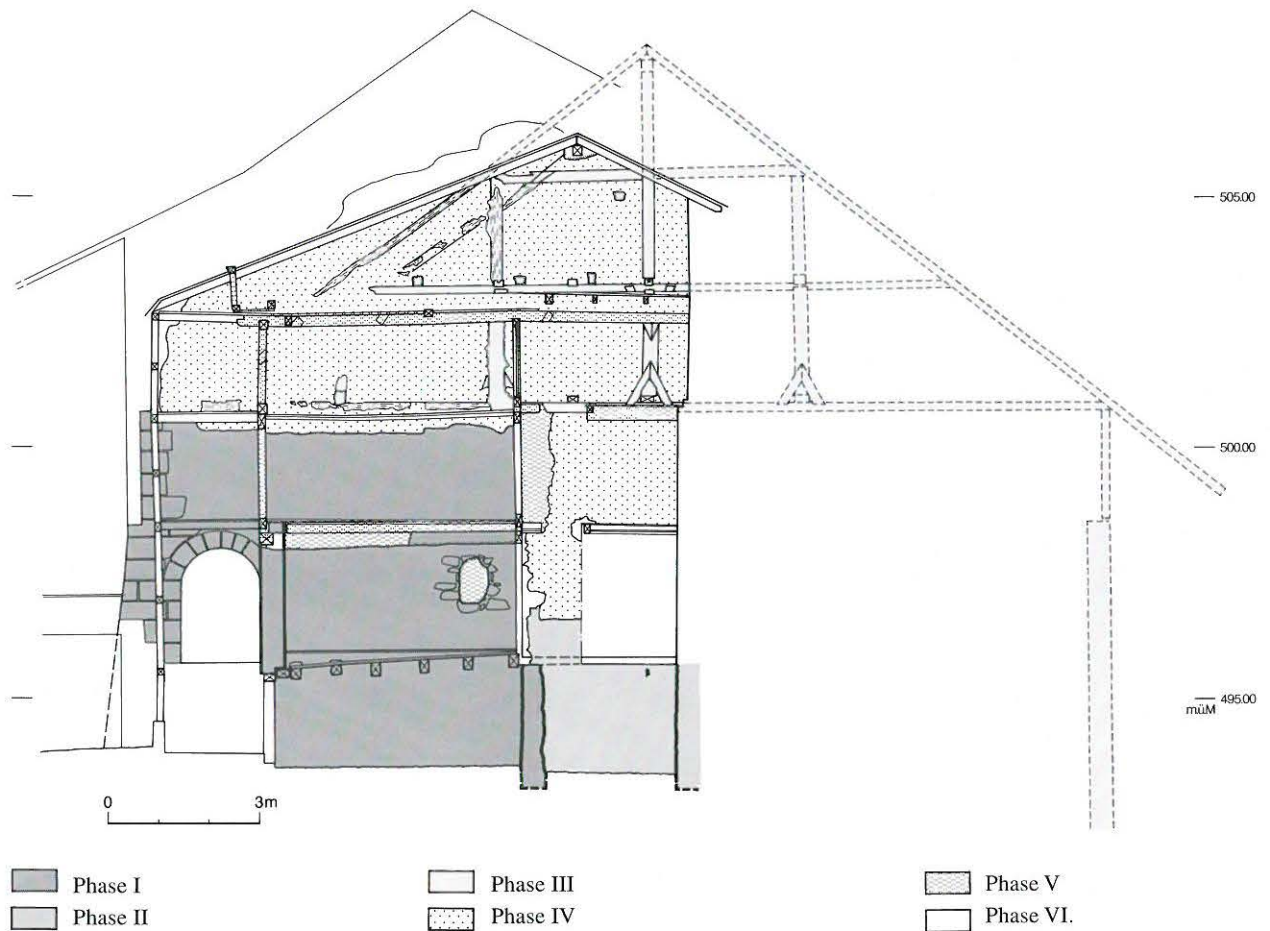 505.00
500.00
495.00
müM
0 3m
Phase I Phase III Phase V
Phase II Phase IV Phase VI.